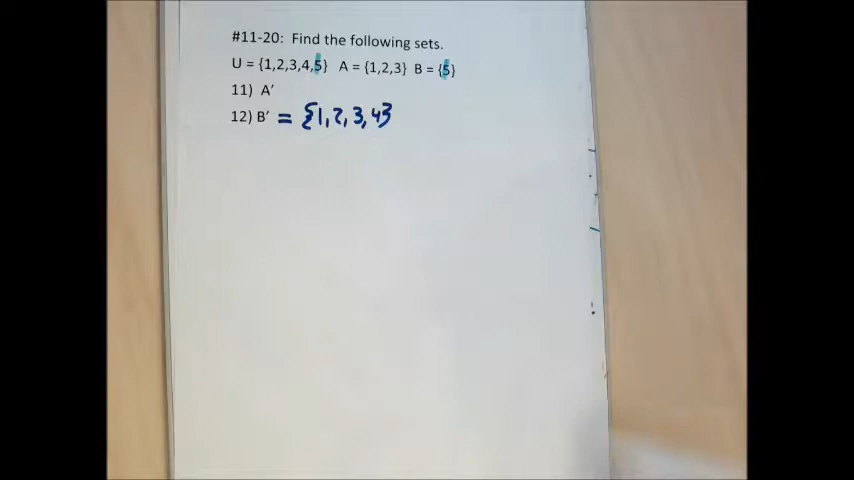 #11-20: Find the following sets.
U = {1,2,3,4,5} A = {1,2,3} B = {5}
11) A'
12) B' = {1,2,3,4}